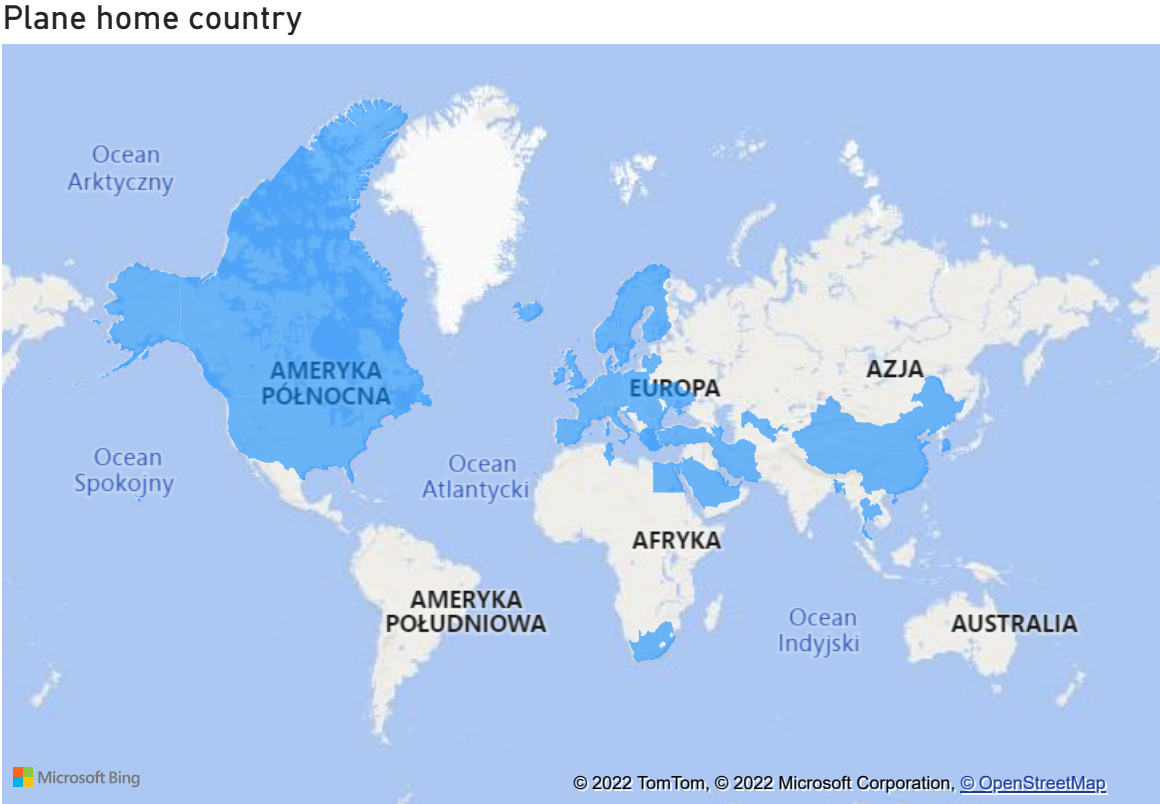 Plane home country
Ocean
Arktyczny
AMERYKA
PÓŁNOCNA
EUROPA
AZJA
Ocean
Spokojny
Ocean
Atlantycki
AFRYKA
AMERYKA
POŁUDNIOWA
Ocean
Indyjski
AUSTRALIA
Microsoft Bing
© 2022 TomTom, © 2022 Microsoft Corporation, © OpenStreetMap